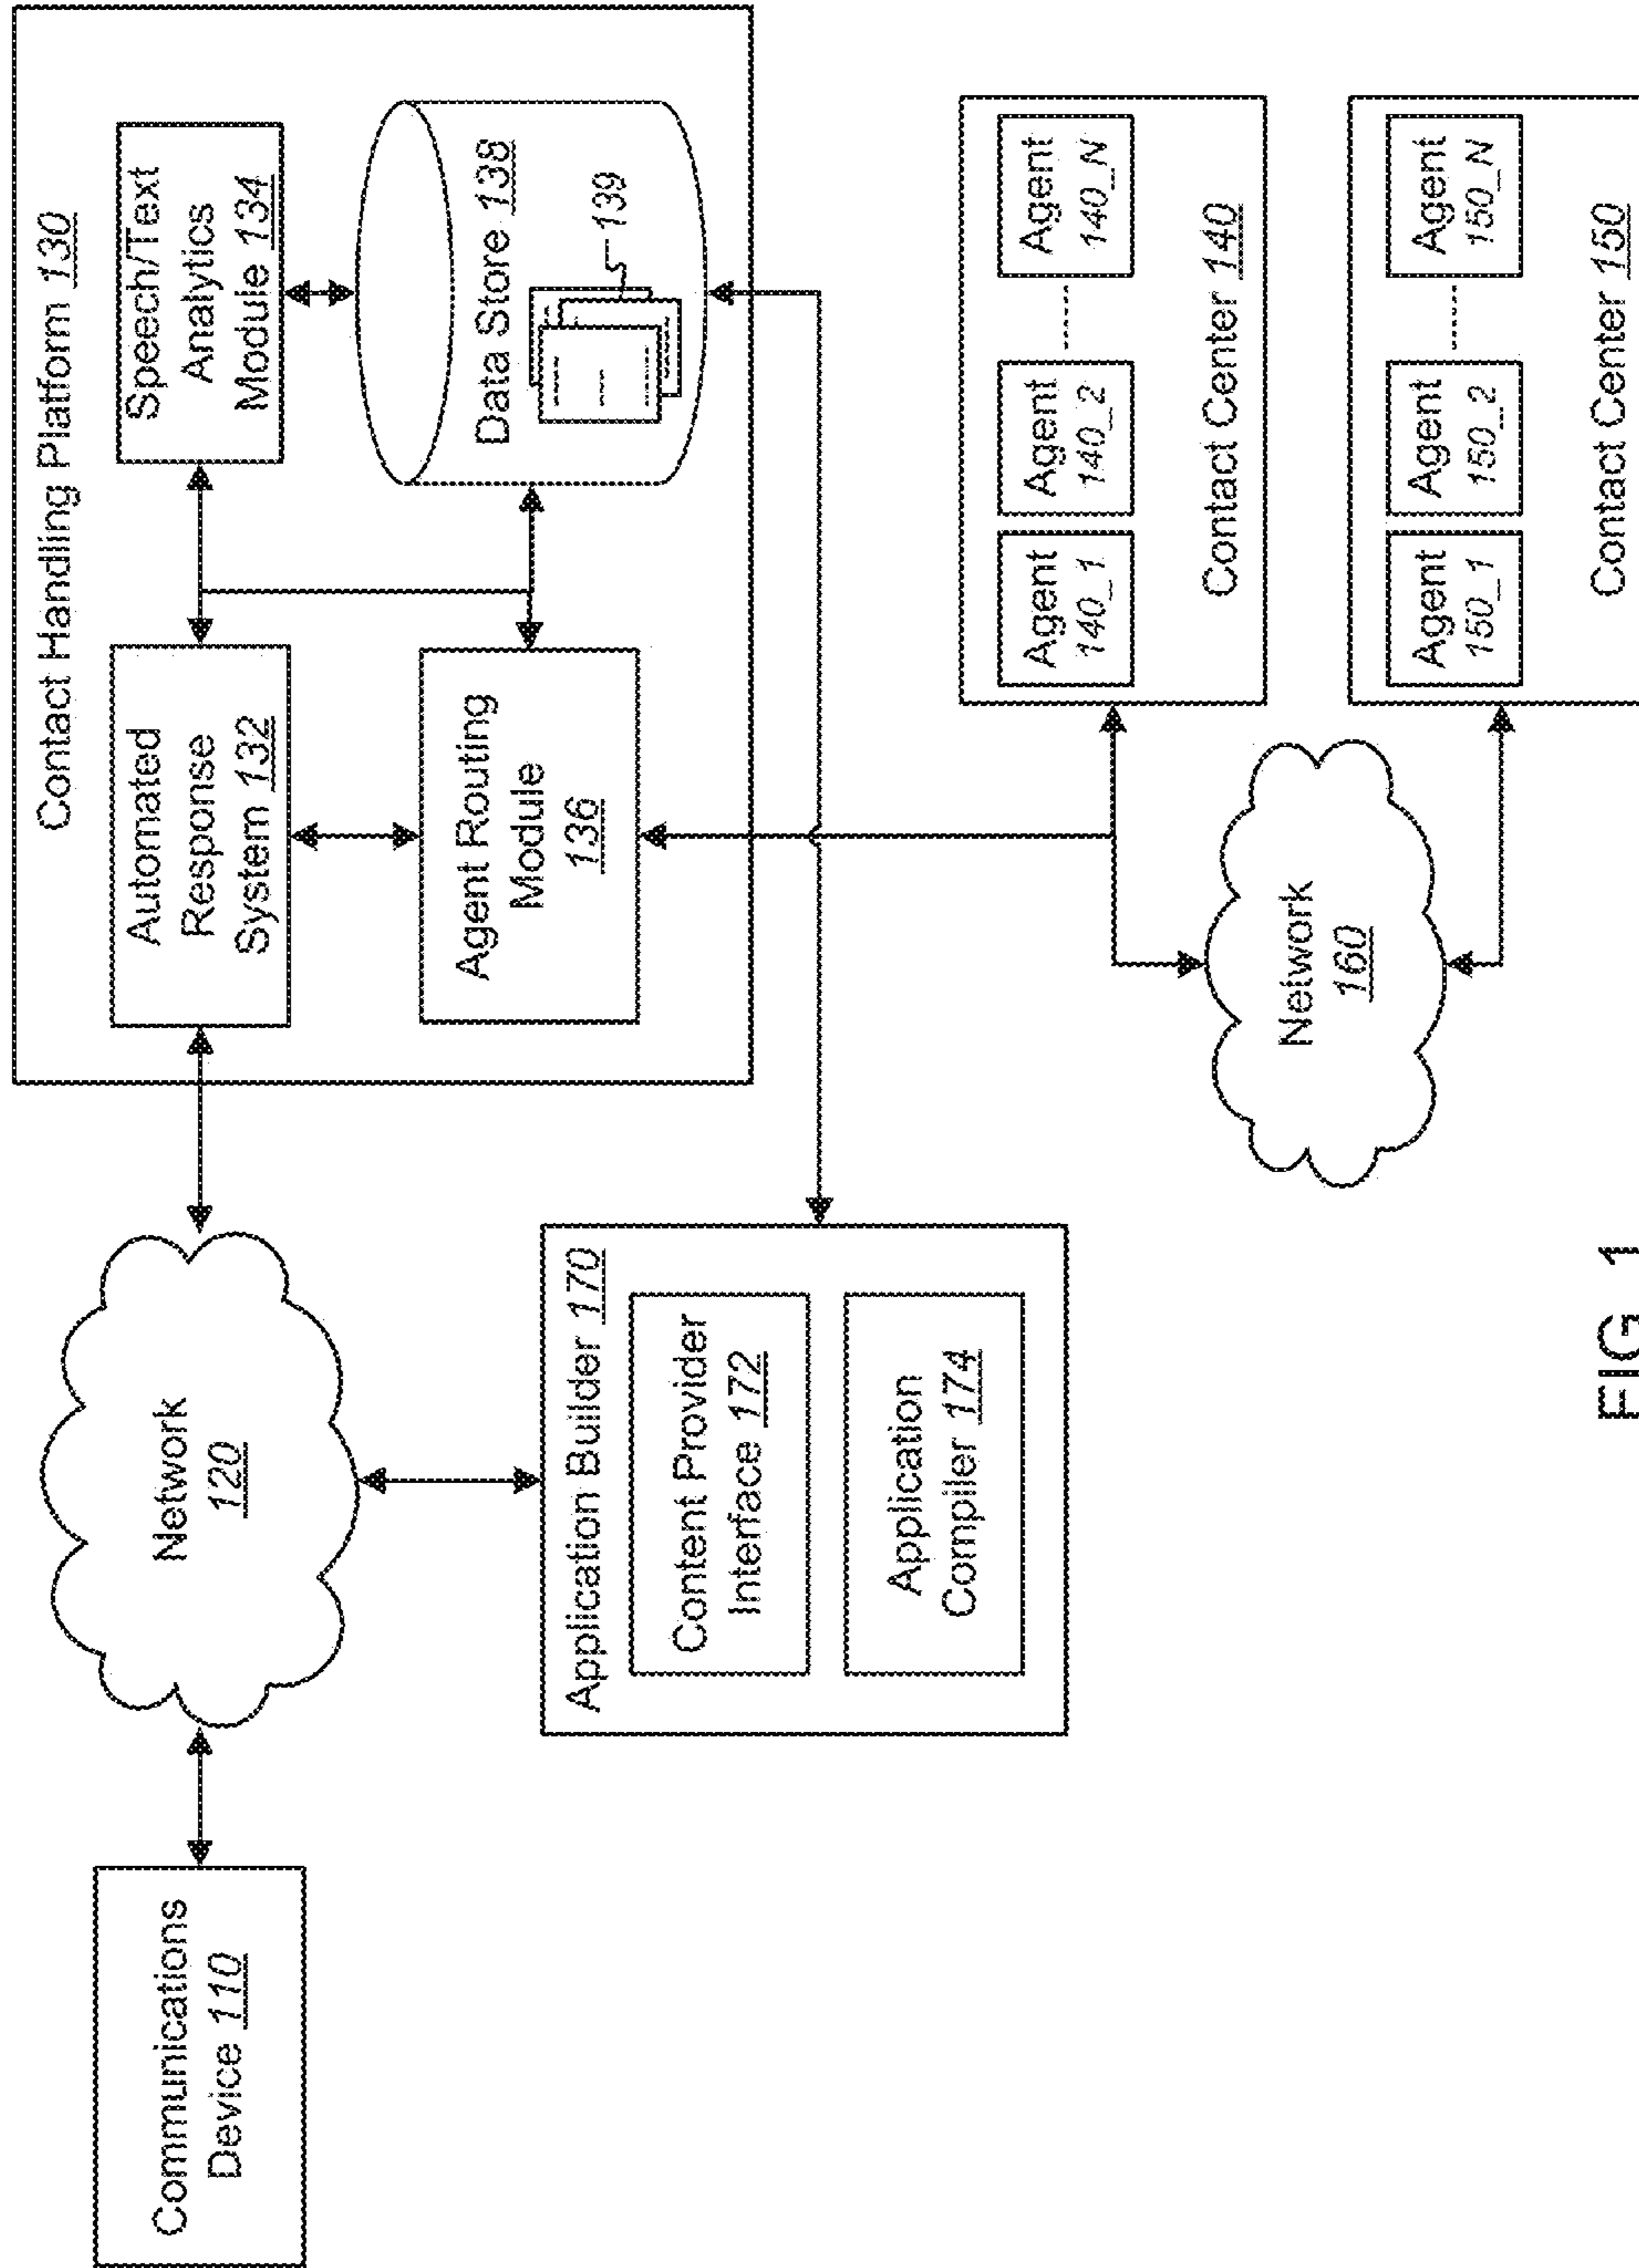 Communications
Device 110
Network
120
Application Builder 170
Content Provider
Interface 172
Application
Compiler 174
Contact Handling Platform 130
Automated
Response
System 132
Speech/Text
Analytics
Module 134
Agent Routing
Module
136
Data Store 138
139
Network
160
Agent
140_1
Agent
140_2
Agent
140_N
Contact Center 140
Agent
150_1
Agent
150_2
Agent
150_N
Contact Center 150
FIG. 1